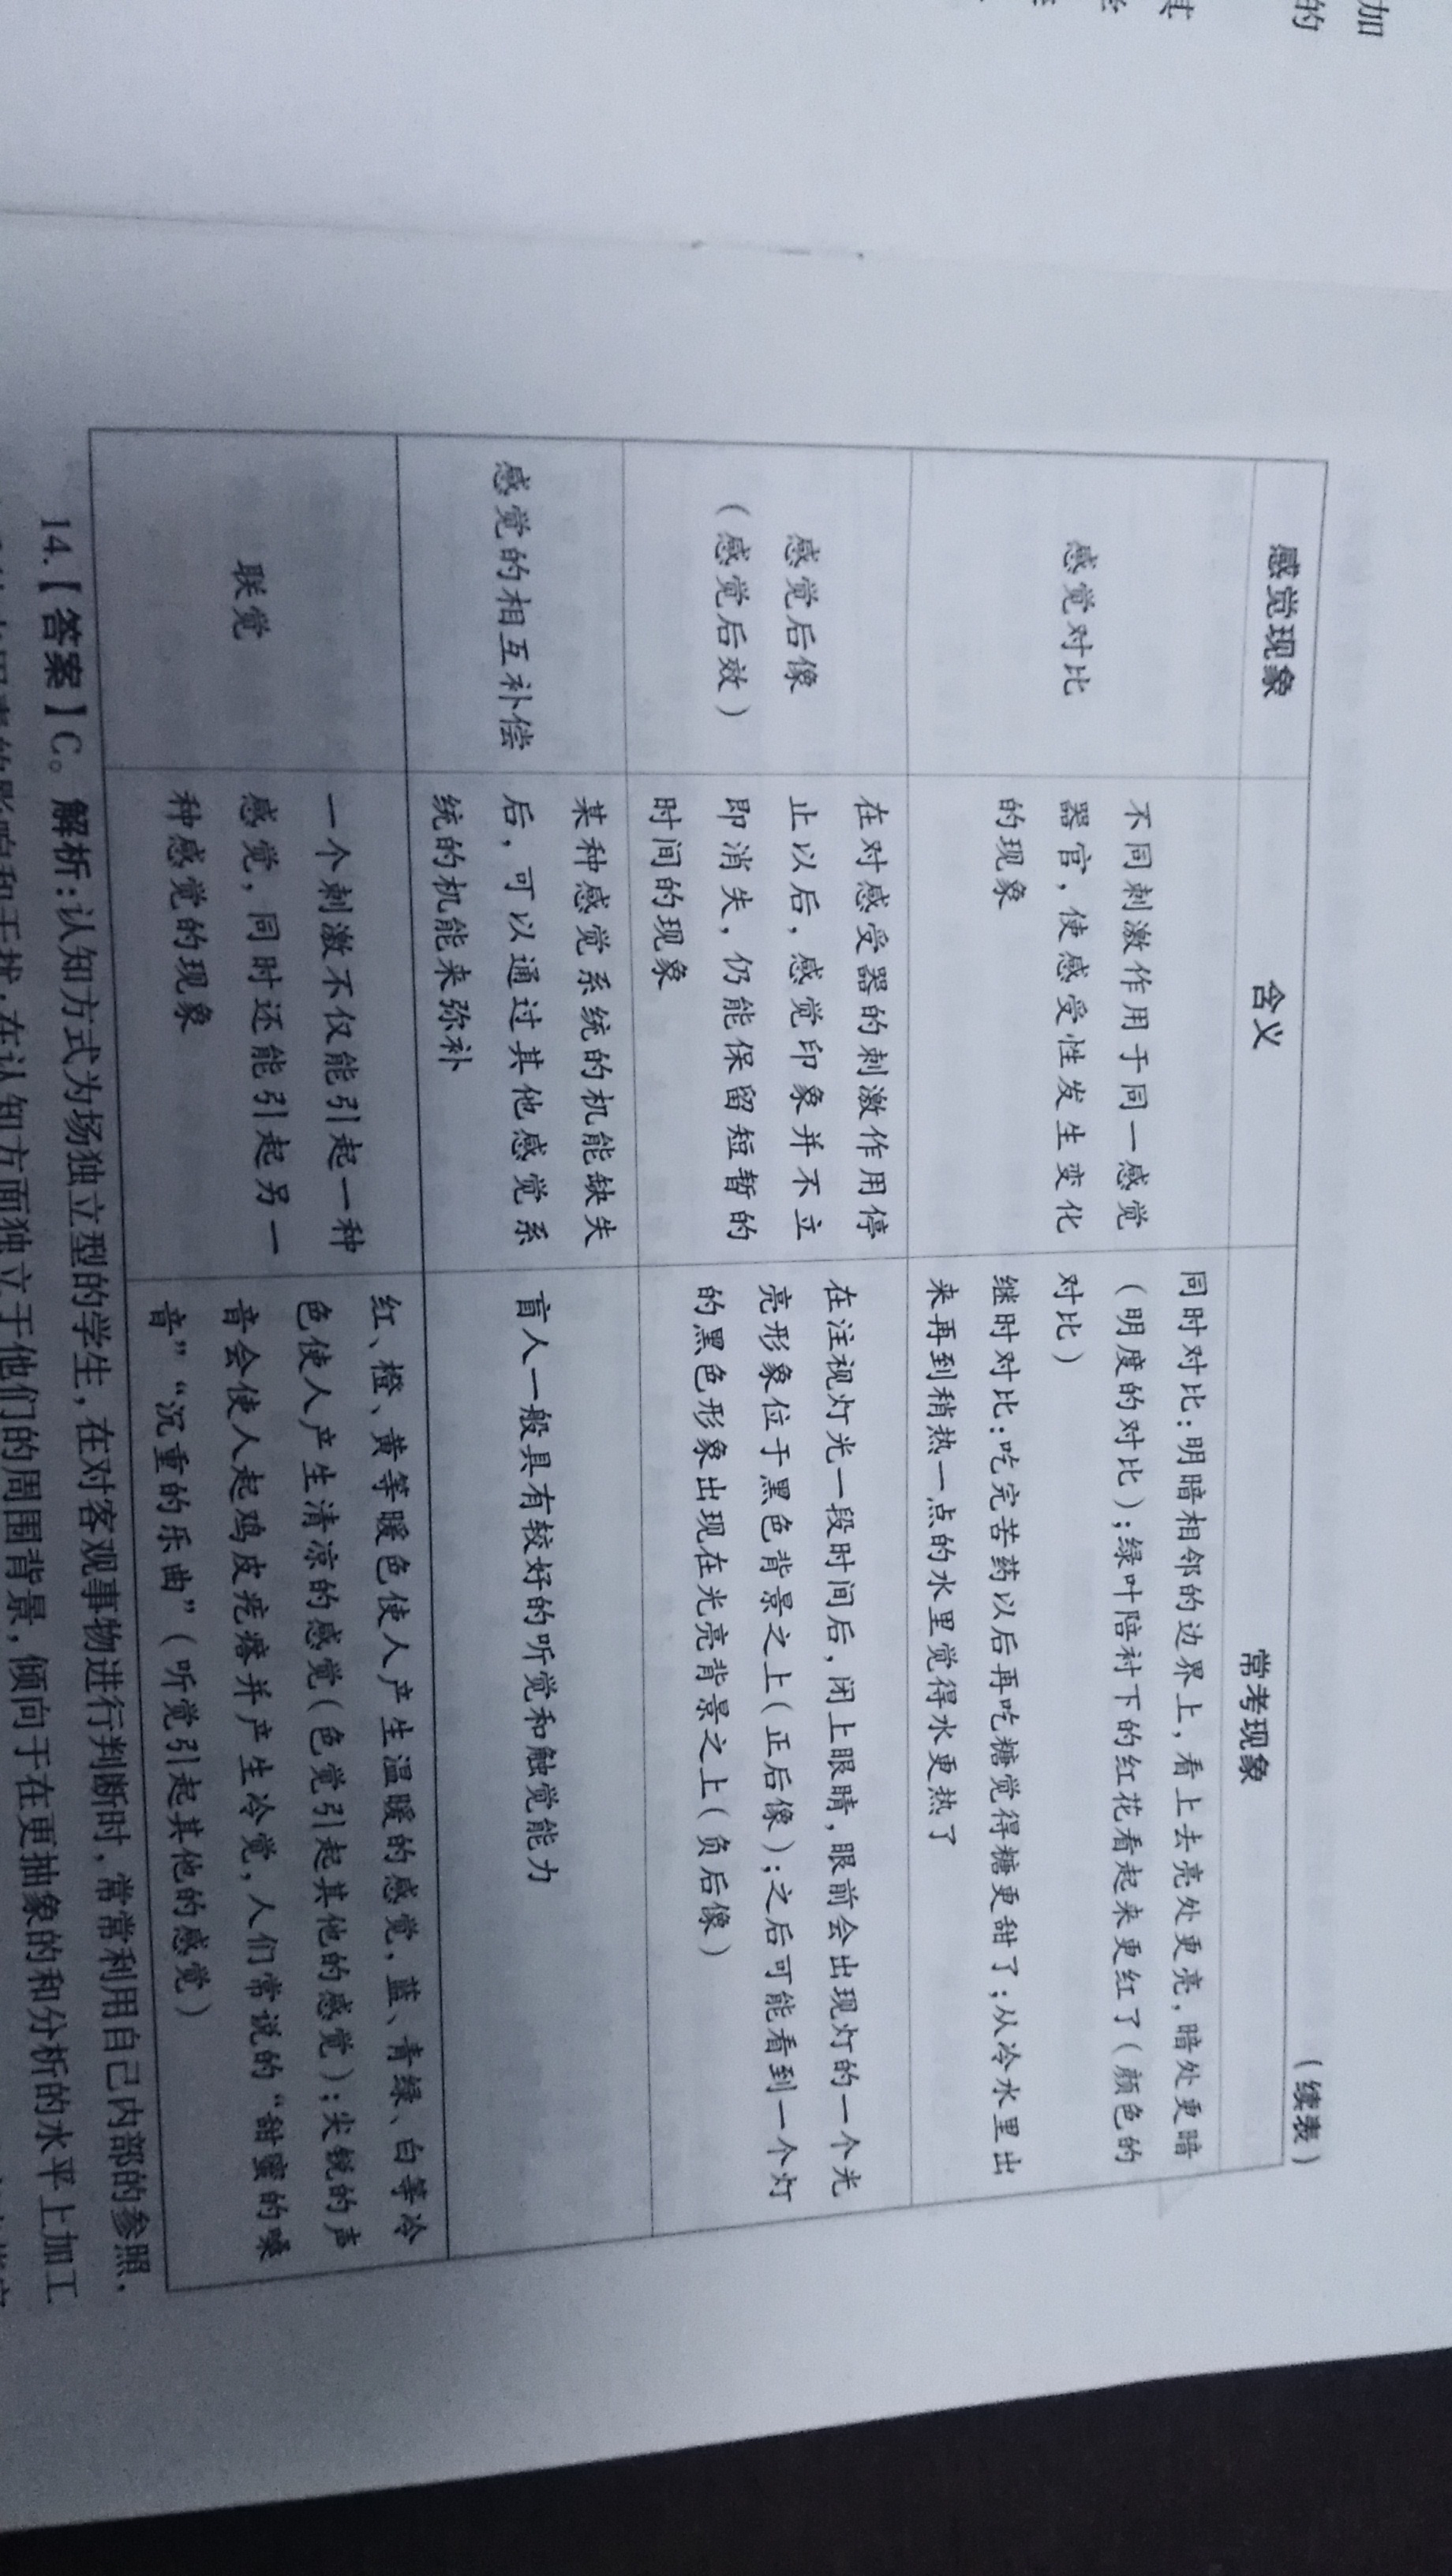 （续表）
感觉现象
含义
常考现象
感觉对比
不同刺激作用于同一感觉
器官，使感受性发生变化
的现象
同时对比：明暗相邻的边界上，看上去亮处更亮，暗处更暗
（明度的对比）；绿叶陪衬下的红花看起来更红了（颜色的
对比）
继时对比：吃完苦药以后再吃糖觉得糖更甜了；从冷水里出
来再到稍热一点的水里觉得水更热了
感觉后像
（感觉后效）
在对感受器的刺激作用停
止以后，感觉印象并不立
即消失，仍能保留短暂的
时间的现象
在注视灯光一段时间后，闭上眼睛，眼前会出现灯的一个光
亮形象位于黑色背景之上（正后像）；之后可能看到一个灯
的黑色形象出现在光亮背景之上（负后像）
感觉的相互补偿
某种感觉系统的机能缺失
后，可以通过其他感觉系
统的机能来弥补
盲人一般具有较好的听觉和触觉能力
联觉
一个刺激不仅能引起一种
感觉，同时还能引起另一
种感觉的现象
红、橙、黄等暖色使人产生温暖的感觉，蓝、青绿、白等冷
色使人产生清凉的感觉（色觉引起其他的感觉）；尖锐的声
音会使人起鸡皮疙瘩并产生冷觉，人们常说的“甜蜜的嗓
音”“沉重的乐曲”（听觉引起其他的感觉）
14.【答案】C。解析：认知方式为场独立型的学生，在对客观事物进行判断时，常常利用自己内部的参照，
影响和干扰，在认知方面独立于他们的周围背景，倾向于在更抽象的和分析的水平上加工
加
的